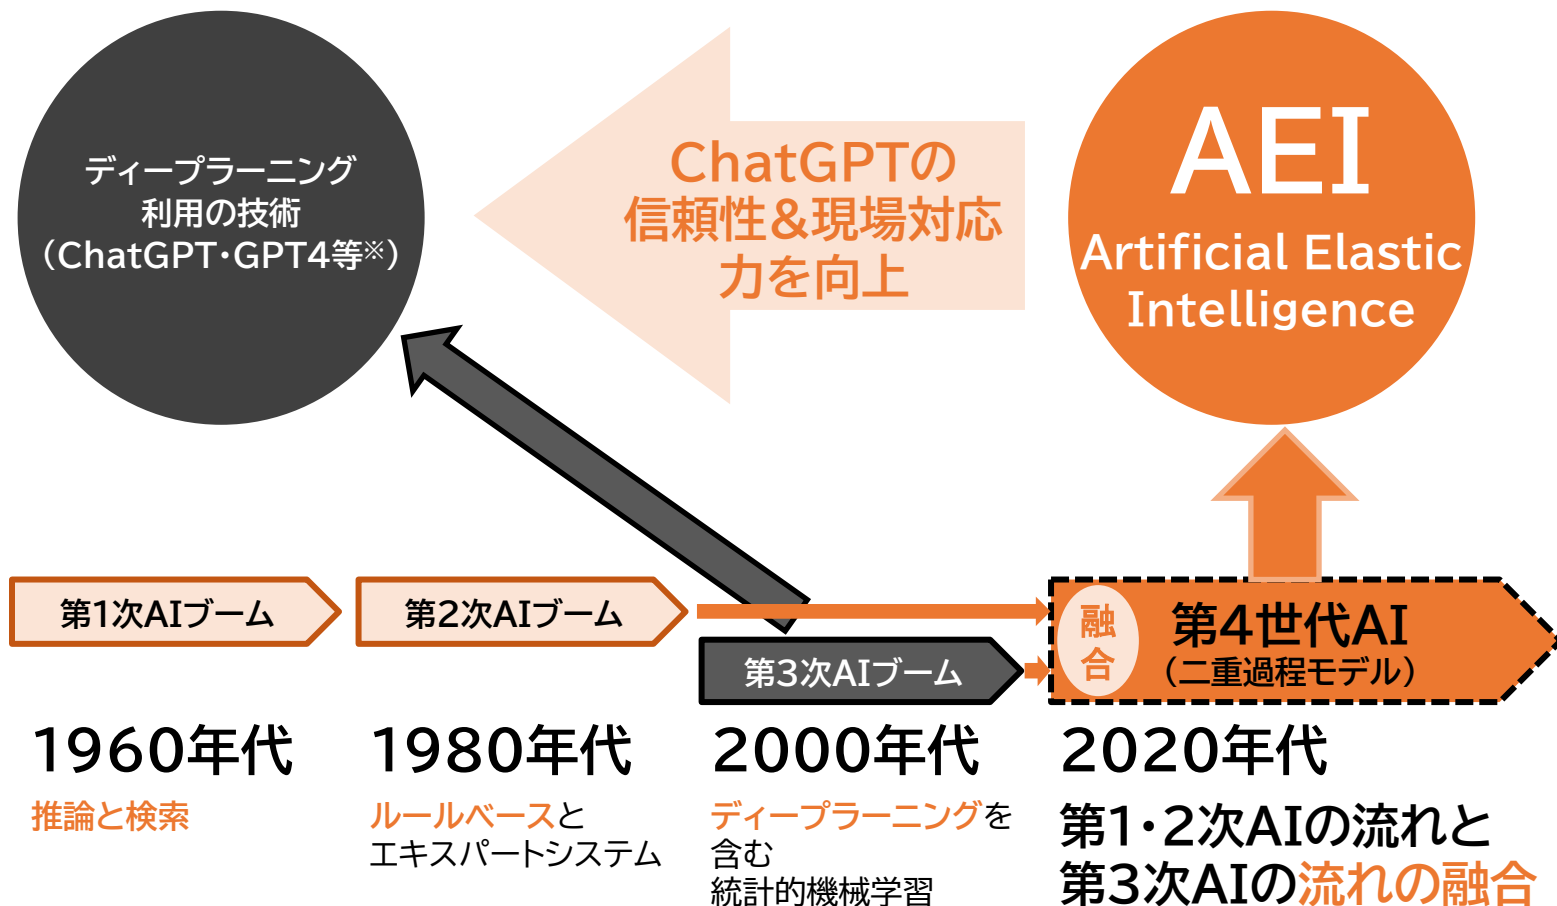 ディープラーニング
利用の技術
（ChatGPT・GPT4等※）
ChatGPTの
信頼性&現場対応
力を向上
AEI
Artificial Elastic
Intelligence
第1次AIブーム
第2次AIブーム
第3次AIブーム
融
合
第4世代AI
（二重過程モデル）
1960年代
推論と検索
1980年代
ルールベースと
エキスパートシステム
2000年代
ディープラーニングを
含む
統計的機械学習
2020年代
第1・2次AIの流れと
第3次AIの流れの融合